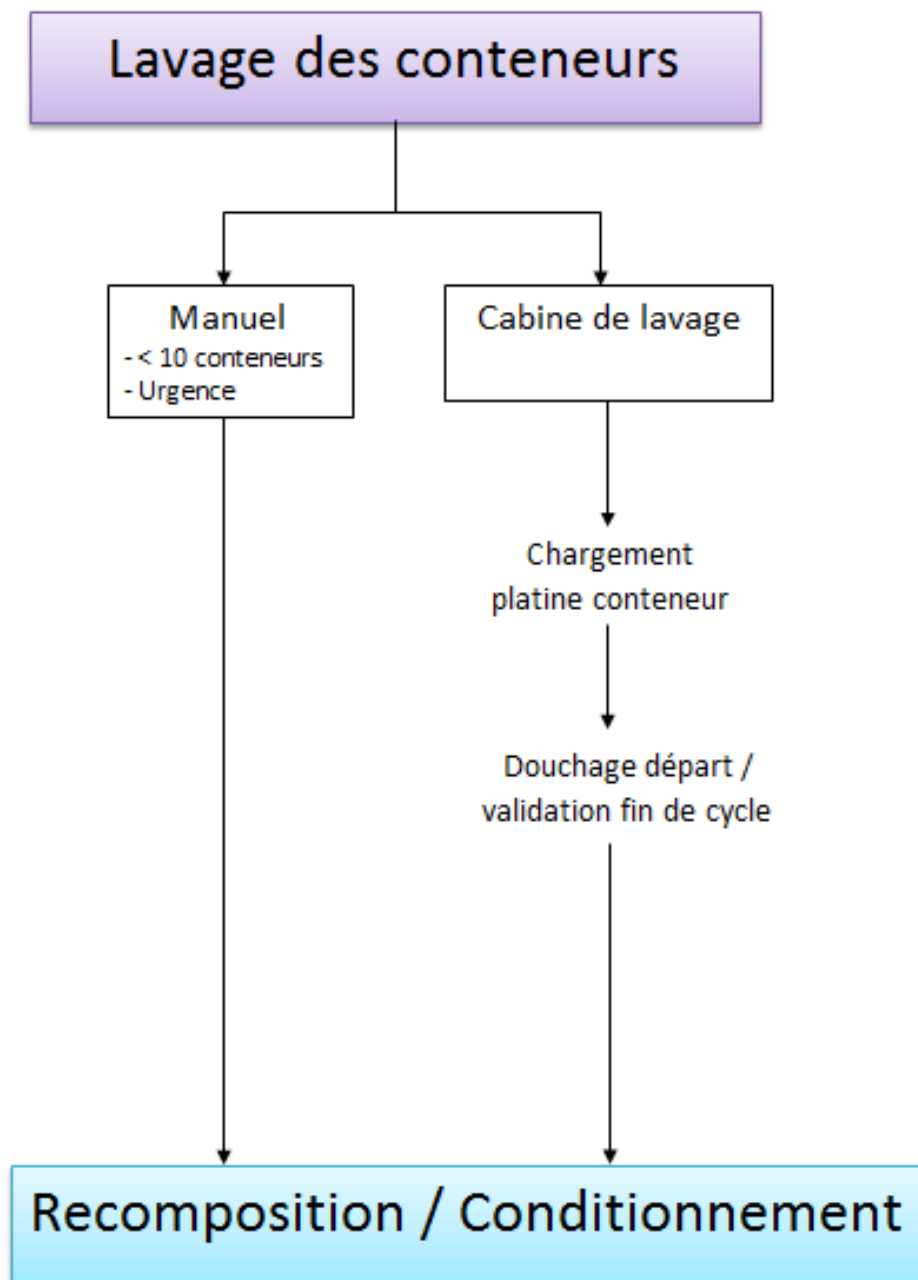 Lavage des conteneurs
Manuel
- < 10 conteneurs
- Urgence
Cabine de lavage
Chargement
platine conteneur
Douchage départ /
validation fin de cycle
Recomposition / Conditionnement